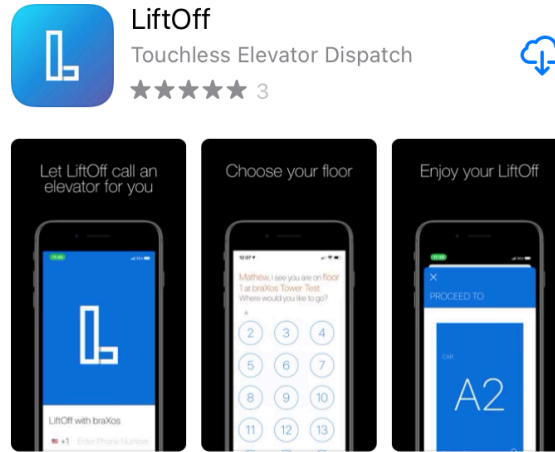 LiftOff
Touchless Elevator Dispatch
3
Let LiftOff call an
elevator for you
LiftOff with braXos
+1 Enter Phone Number
Choose your floor
12:07
Mathew, I see you are on floor
1 at braXos Tower Test
Where would you like to go?
2 3 4
5 6 7
8 9 10
11 12 13
Enjoy your LiftOff
PROCEED TO
CAR
A2